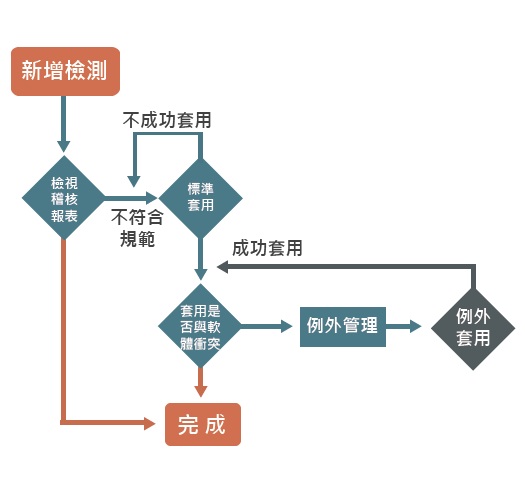 新增檢測
不成功套用
檢視
稽核
報表
標準
套用
不符合
規範
成功套用
套用是
否與軟
體衝突
例外管理
例外
套用
完成